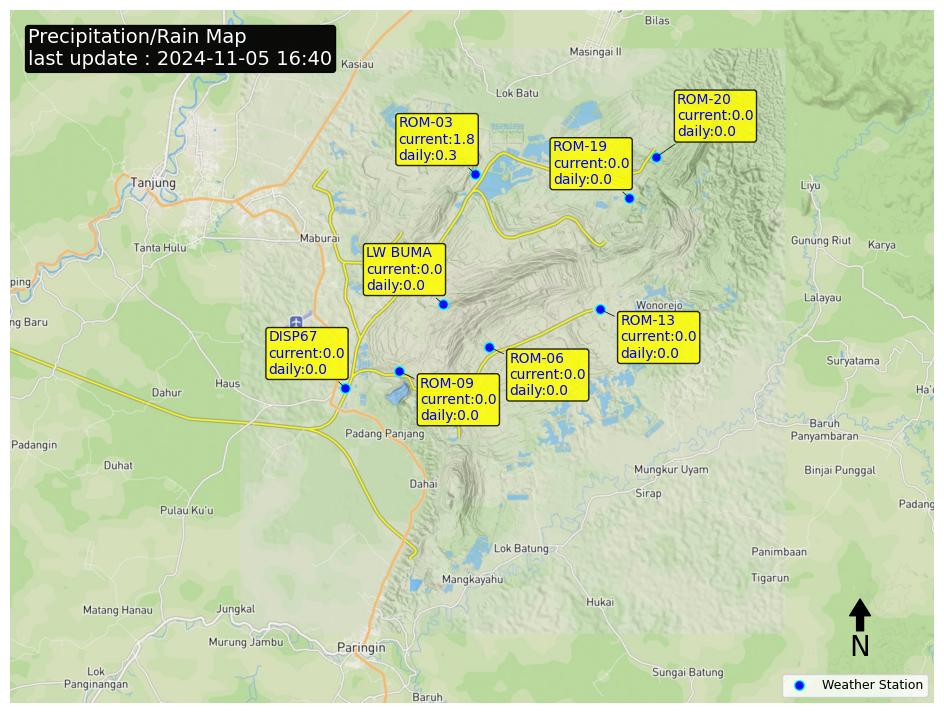 Precipitation/Rain Map
last update : 2024-11-05 16:40
Bilas
Masingai II
Kasiau
Lok Batu
ROM-20
current:0.0
daily:0.0
ROM-03
current:1.8
daily:0.3
ROM-19
current:0.0
daily:0.0
Tanjung
Liyu
Maburai
Tanta Hulu
Gunung Riut
Karya
LW BUMA
current:0.0
daily:0.0
ping
Lalayau
Wonorejo
ng Baru
ROM-13
current:0.0
daily:0.0
DISP67
current:0.0
daily:0.0
ROM-06
current:0.0
daily:0.0
Suryatama
Haus
Dahur
ROM-09
current:0.0
daily:0.0
Ha'o
Baruh
Panyambaran
Padang Panjang
Padangin
Duhat
Mungkur Uyam
Binjai Punggal
Dahai
Sirap
Padang
Pulau Ku'u
Lok Batung
Panimbaan
Mangkayahu
Tigarun
Hukai
Matang Hanau
Jungkal
Murung Jambu
Paringin
N
Lok
Panginangan
Sungai Batung
Weather Station
Baruh